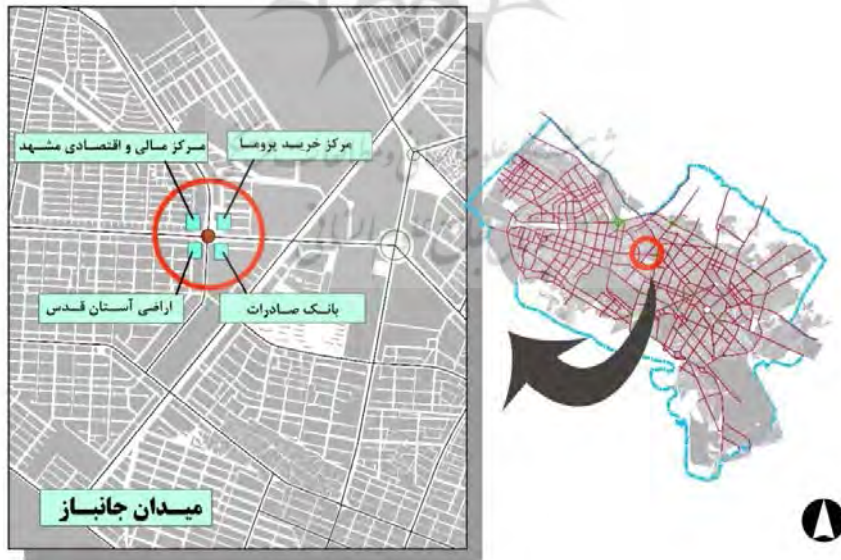 مرکز مالی و اقتصادی مشهد
مرکز خرید پروما
اراضی آستان قدس
بانک صادرات
میدان جانباز